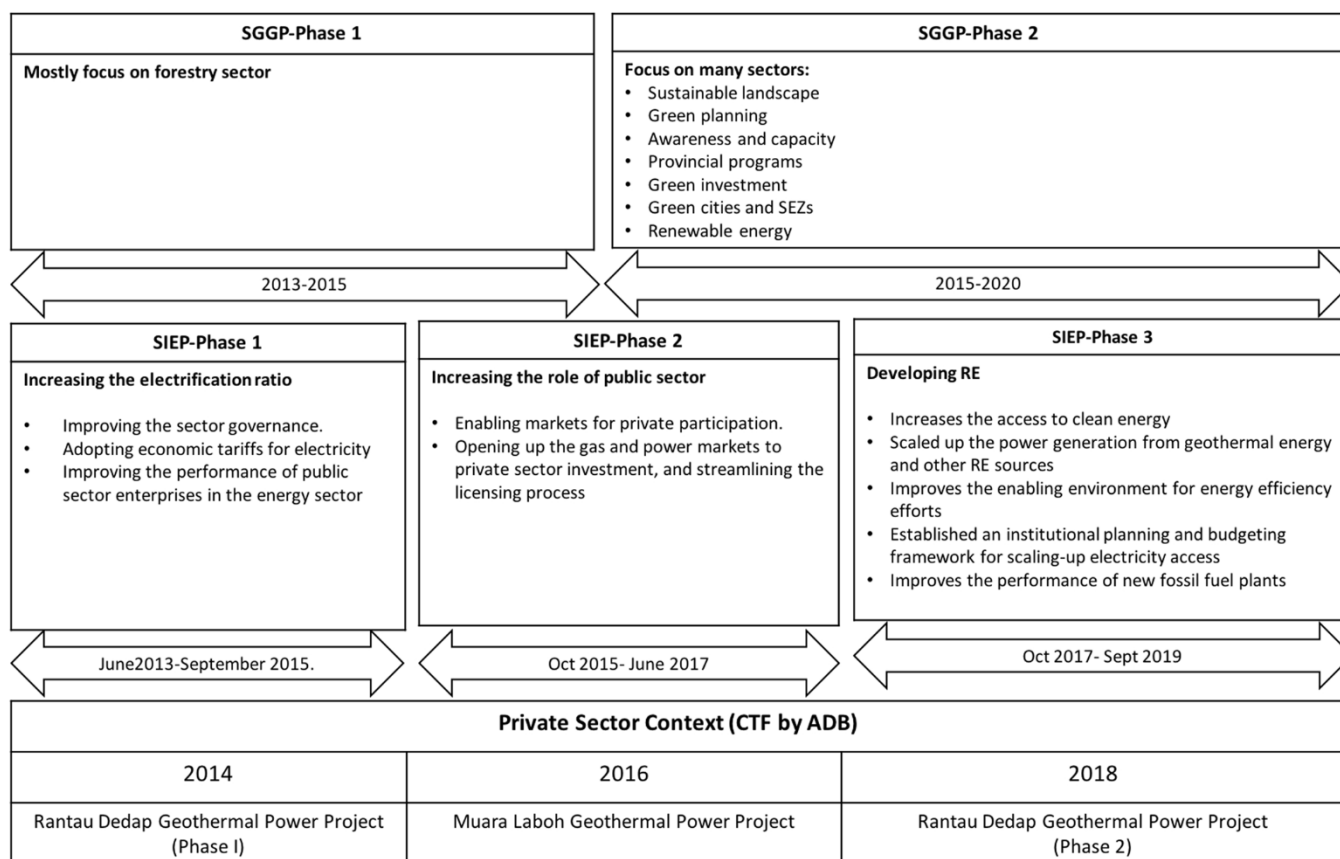 SGGP-Phase 1
Mostly focus on forestry sector
SGGP-Phase 2
Focus on many sectors:
• Sustainable landscape
• Green planning
• Awareness and capacity
• Provincial programs
• Green investment
• Green cities and SEZs
• Renewable energy
2013-2015
2015-2020
SIEP-Phase 1
Increasing the electrification ratio
• Improving the sector governance.
• Adopting economic tariffs for electricity
• Improving the performance of public
sector enterprises in the energy sector
SIEP-Phase 2
Increasing the role of public sector
• Enabling markets for private participation.
• Opening up the gas and power markets to
private sector investment, and streamlining the
licensing process
SIEP-Phase 3
Developing RE
• Increases the access to clean energy
• Scaled up the power generation from geothermal energy
and other RE sources
• Improves the enabling environment for energy efficiency
efforts
• Established an institutional planning and budgeting
framework for scaling-up electricity access
• Improves the performance of new fossil fuel plants
June2013-September 2015.
Oct 2015- June 2017
Oct 2017- Sept 2019
Private Sector Context (CTF by ADB)
2014
2016
2018
Rantau Dedap Geothermal Power Project
(Phase I)
Muara Laboh Geothermal Power Project
Rantau Dedap Geothermal Power Project
(Phase 2)